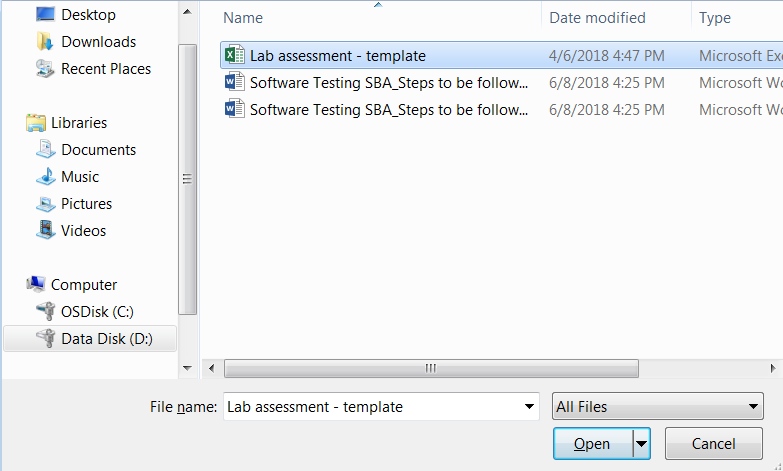 Desktop
Downloads
Recent Places
Libraries
Documents
Music
Pictures
Videos
Computer
OSDisk (C:)
Data Disk (D:)
Name Date modified Type
Lab assessment - template 4/6/2018 4:47 PM Microsoft Exc
Software Testing SBA_Steps to be follow... 6/8/2018 4:25 PM Microsoft Wo
Software Testing SBA_Steps to be follow... 6/8/2018 4:25 PM Microsoft Wo
File name: Lab assessment - template All Files
Open Cancel